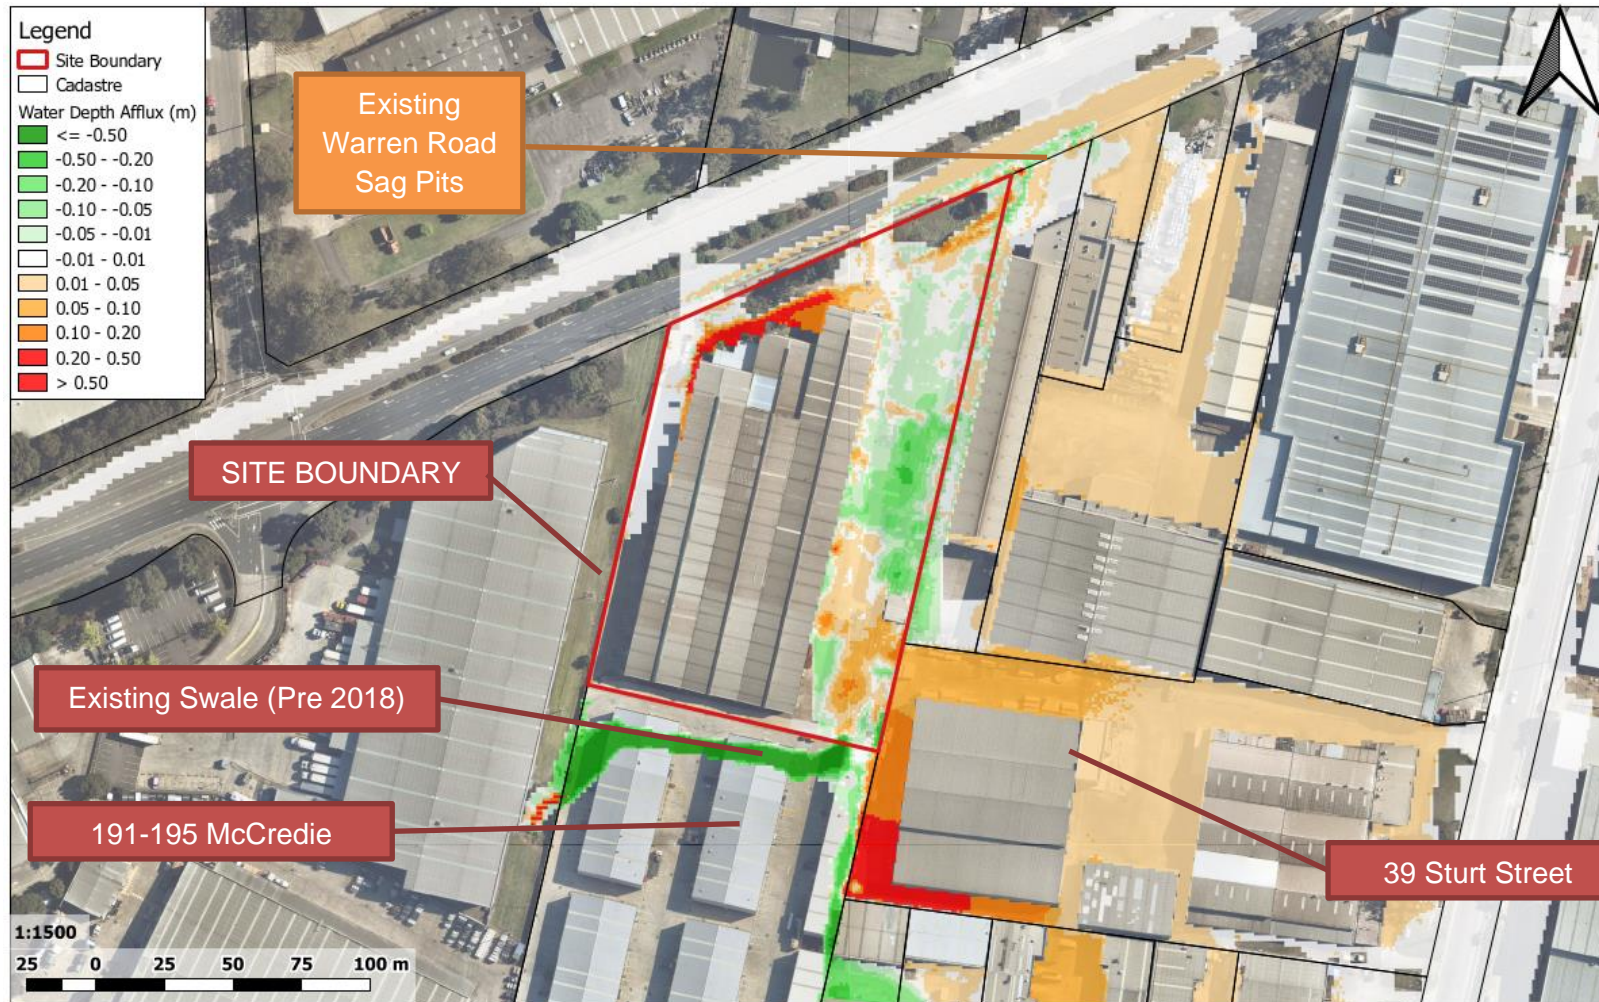 Legend
Site Boundary
Cadastre
Water Depth Afflux (m)
<= -0.50
-0.50 - -0.20
-0.20 - -0.10
-0.10 - -0.05
-0.05 - -0.01
-0.01 - 0.01
0.01 - 0.05
0.05 - 0.10
0.10 - 0.20
0.20 - 0.50
> 0.50
Existing
Warren Road
Sag Pits
SITE BOUNDARY
Existing Swale (Pre 2018)
191-195 McCredie
39 Sturt Street
1:1500
25 0 25 50 75 100 m